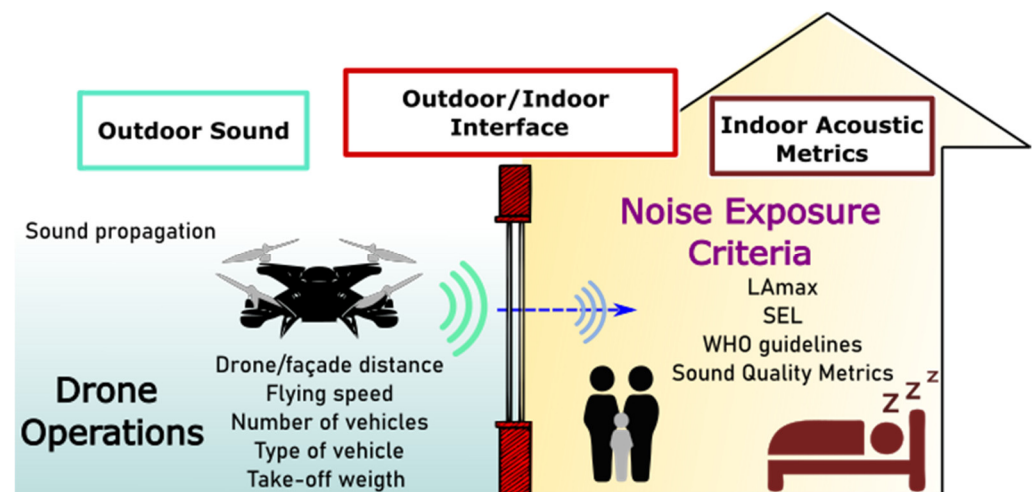 Outdoor Sound
Outdoor/Indoor
Interface
Indoor Acoustic
Metrics
Sound propagation
Drone
Operations
Drone/façade distance
Flying speed
Number of vehicles
Type of vehicle
Take-off weigth
Noise Exposure
Criteria
LAmax
SEL
WHO guidelines
Sound Quality Metrics
z z z